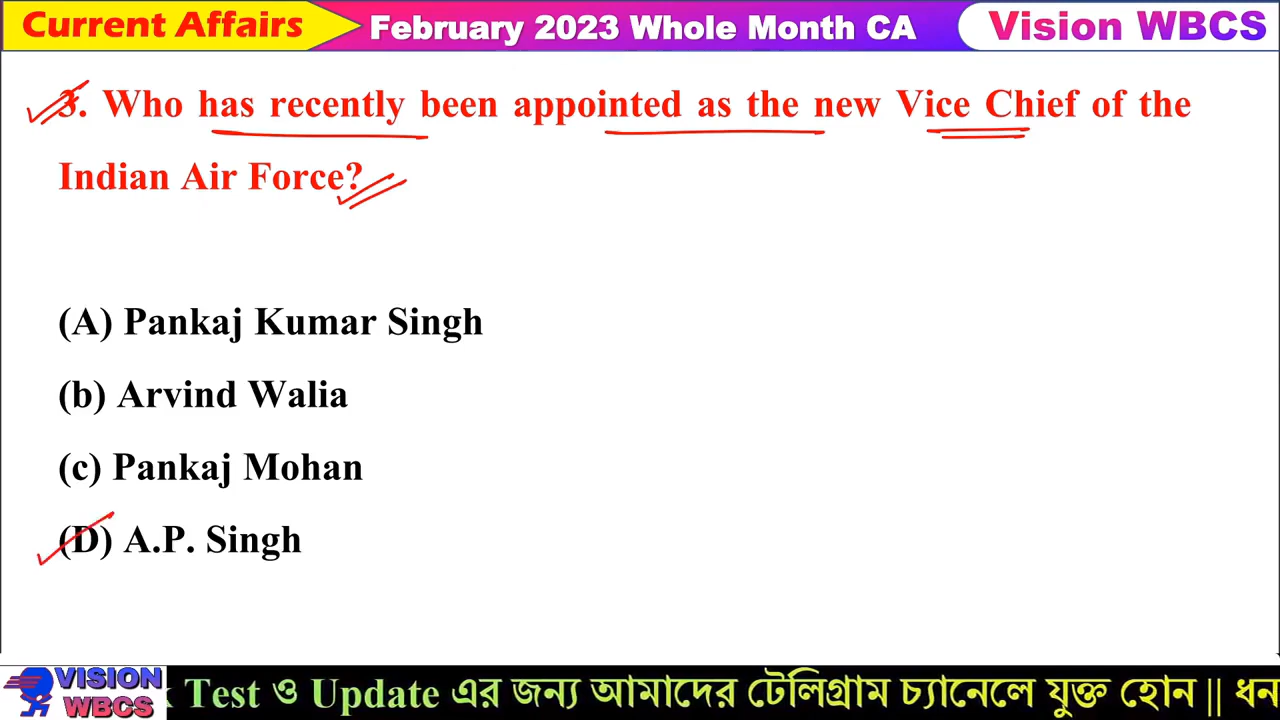 Current Affairs
February 2023 Whole Month CA
Vision WBCS
3. Who has recently been appointed as the new Vice Chief of the
Indian Air Force?
(A) Pankaj Kumar Singh
(b) Arvind Walia
(c) Pankaj Mohan
(D) A.P. Singh
VISION
WBCS
k Test ও Update এর জন্য আমাদের টেলিগ্রাম চ্যানেলে যুক্ত হোন || ধন